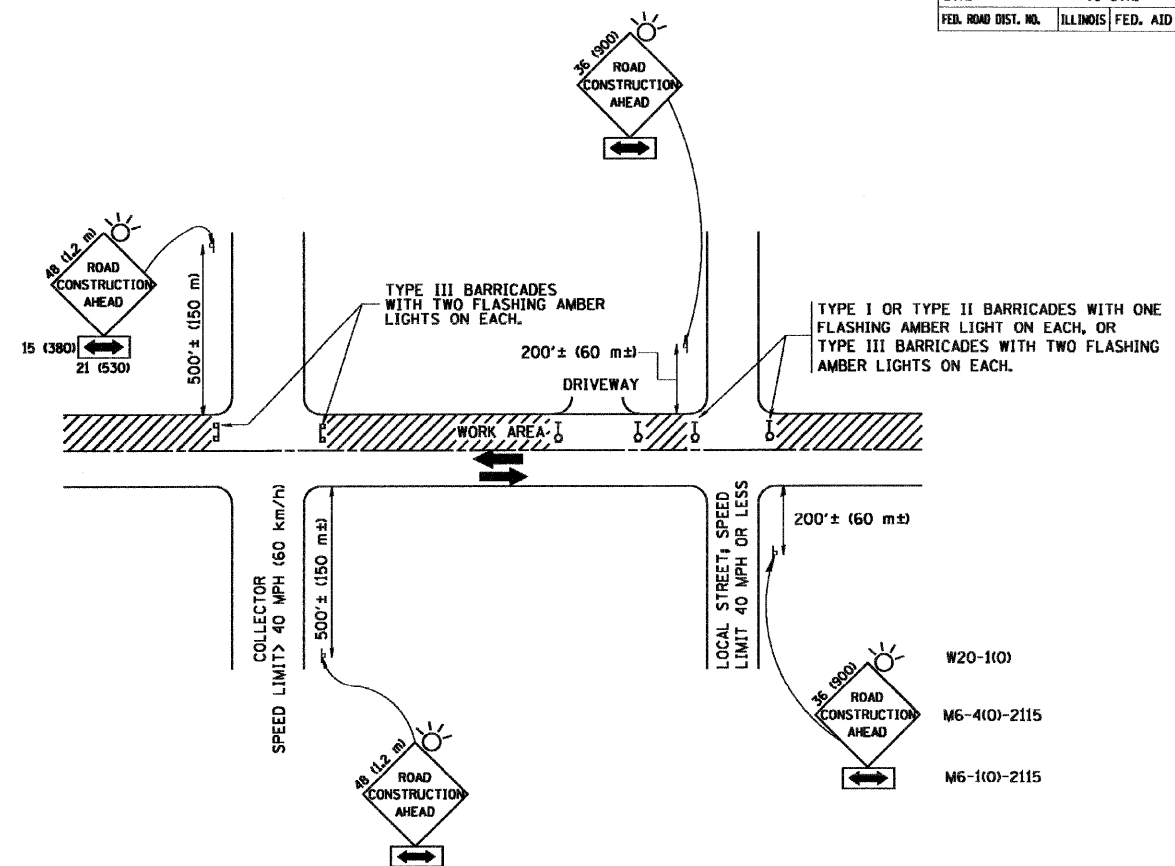 FED. ROAD DIST. NO. ILLINOIS FED. AID
36 (900)
ROAD
CONSTRUCTION
AHEAD
48 (1.2 m)
ROAD
CONSTRUCTION
AHEAD
15 (380)
21 (530)
500'± (150 m)
TYPE III BARRICADES
WITH TWO FLASHING AMBER
LIGHTS ON EACH.
200'± (60 m±)
DRIVEWAY
TYPE I OR TYPE II BARRICADES WITH ONE
FLASHING AMBER LIGHT ON EACH, OR
TYPE III BARRICADES WITH TWO FLASHING
AMBER LIGHTS ON EACH.
WORK AREA
COLLECTOR
SPEED LIMIT> 40 MPH (60 km/h)
500'± (150 m±)
LOCAL STREET; SPEED
LIMIT 40 MPH OR LESS
200'± (60 m±)
48 (1.2 m)
ROAD
CONSTRUCTION
AHEAD
36 (900)
ROAD
CONSTRUCTION
AHEAD
W20-1(O)
M6-4(O)-2115
M6-1(O)-2115